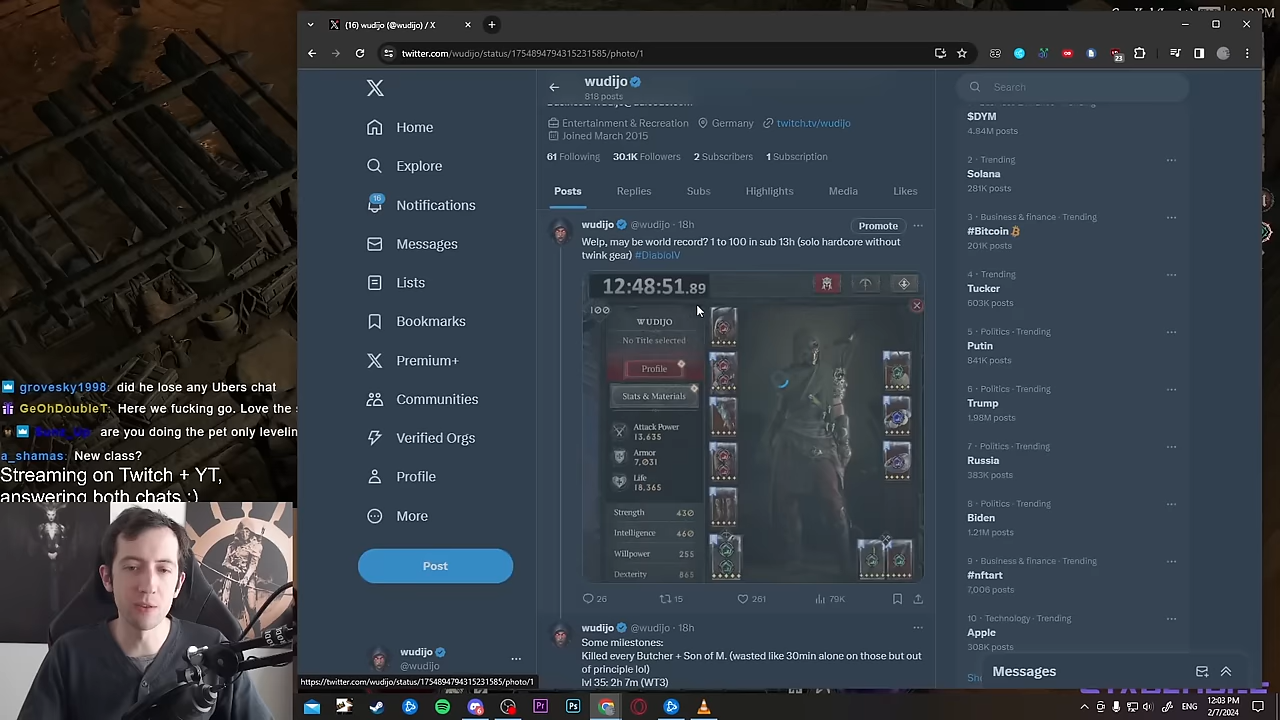 (16) wudijo (@wudijo) / X
twitter.com/wudijo/status/1754894794315231585/photo/1
23
wudijo
818 posts
Entertainment & Recreation Germany twitch.tv/wudijo
Joined March 2015
61 Following 30.1K Followers 2 Subscribers 1 Subscription
Posts Replies Subs Highlights Media Likes
Home
Explore
16
Notifications
Messages
Lists
Bookmarks
Premium+
Communities
Verified Orgs
Profile
More
Post
wudijo
@wudijo
wudijo @wudijo · 18h
Promote
Welp, may be world record? 1 to 100 in sub 13h (solo hardcore without
twink gear) #DiabloIV
12:48:51.89
100
WUDIJO
No Title selected
Profile
Stats & Materials
Attack Power
13,635
Armor
7,031
Life
18,365
Strength 430
Intelligence 460
Willpower 255
Dexterity 865
26 15 261 79K
wudijo @wudijo · 18h
Some milestones:
Killed every Butcher + Son of M. (wasted like 30min alone on those but out
of principle lol)
lvl 35: 2h 7m (WT3)
Search
$DYM
4.84M posts
2 · Trending
Solana
281K posts
3 · Business & finance · Trending
#Bitcoin
201K posts
4 · Trending
Tucker
603K posts
5 · Politics · Trending
Putin
841K posts
6 · Politics · Trending
Trump
1.98M posts
7 · Politics · Trending
Russia
383K posts
8 · Politics · Trending
Biden
1.21M posts
9 · Business & finance · Trending
#nftart
7,006 posts
10 · Technology · Trending
Apple
308K posts
Messages
grovesky1998: did he lose any Ubers chat
GeOhDoubleT: Here we fucking go. Love the
are you doing the pet only levelin
a_shamas: New class?
Streaming on Twitch + YT,
answering both chats :)
https://twitter.com/wudijo/status/1754894794315231585/photo/1
ENG
12:03 PM
2/7/2024